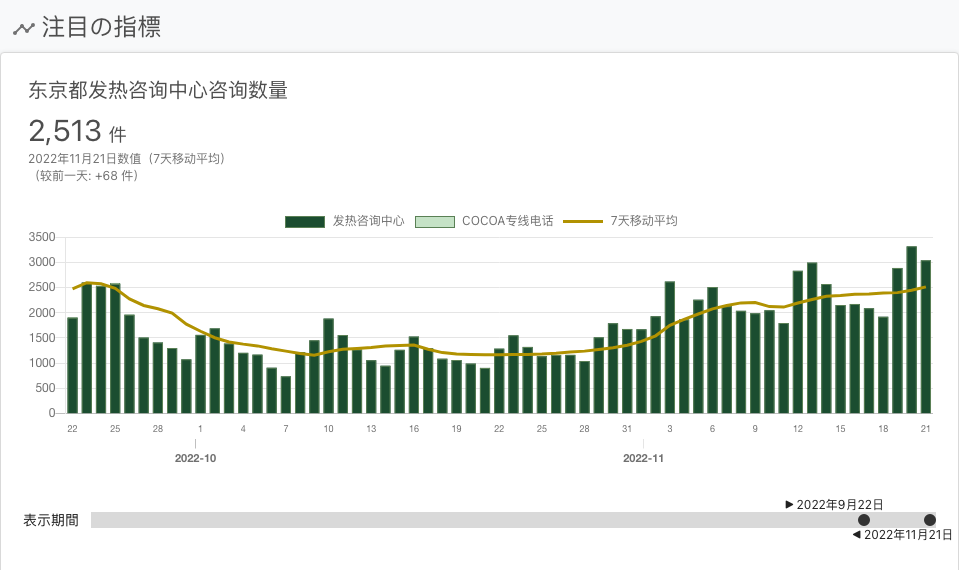 注目の指標
东京都发热咨询中心咨询数量
2,513 件
2022年11月21日数值（7天移动平均）
（较前一天: +68 件）
发热咨询中心 COCOA专线电话 7天移动平均
3500
3000
2500
2000
1500
1000
500
0
22 25 28 1 4 7 10 13 16 19 22 25 28 31 3 6 9 12 15 18 21
2022-10 2022-11
2022年9月22日
表示期間
2022年11月21日